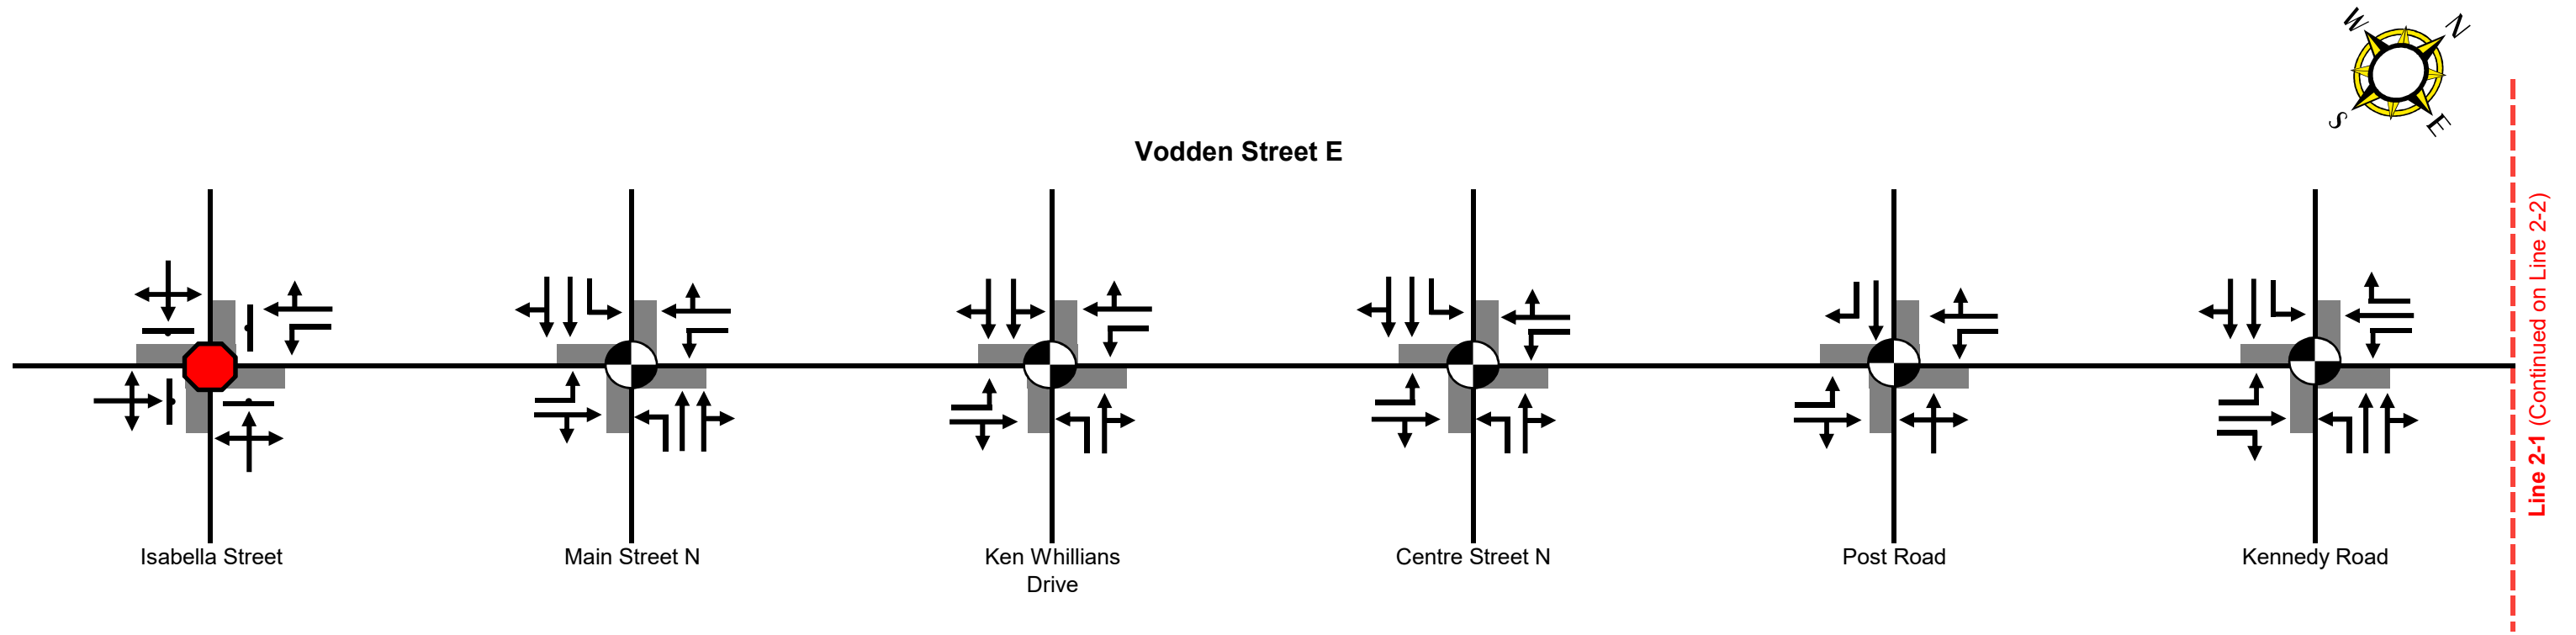 W
N
S
E
Vodden Street E
Line 2-1 (Continued on Line 2-2)
Isabella Street
Main Street N
Ken Whillians
Drive
Centre Street N
Post Road
Kennedy Road